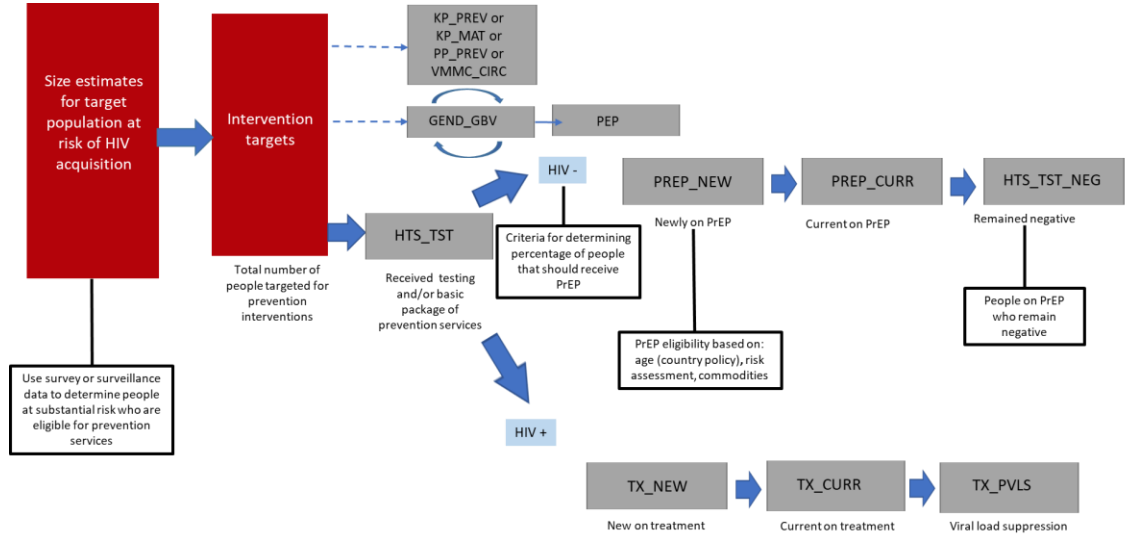 Size estimates
for target
population at
risk of HIV
acquisition
Use survey or surveillance
data to determine people
at substantial risk who are
eligible for prevention
services
Intervention
targets
Total number of
people targeted for
prevention
interventions
KP_PREV or
KP_MAT or
PP_PREV or
VMMC_CIRC
GEND_GBV
PEP
HTS_TST
Received testing
and/or basic
package of
prevention services
HIV -
Criteria for determining
percentage of people
that should receive
PrEP
HIV +
PREP_NEW
Newly on PrEP
PrEP eligibility based on:
age (country policy), risk
assessment, commodities
PREP_CURR
Current on PrEP
HTS_TST_NEG
Remained negative
People on PrEP
who remain
negative
TX_NEW
New on treatment
TX_CURR
Current on treatment
TX_PVLS
Viral load suppression